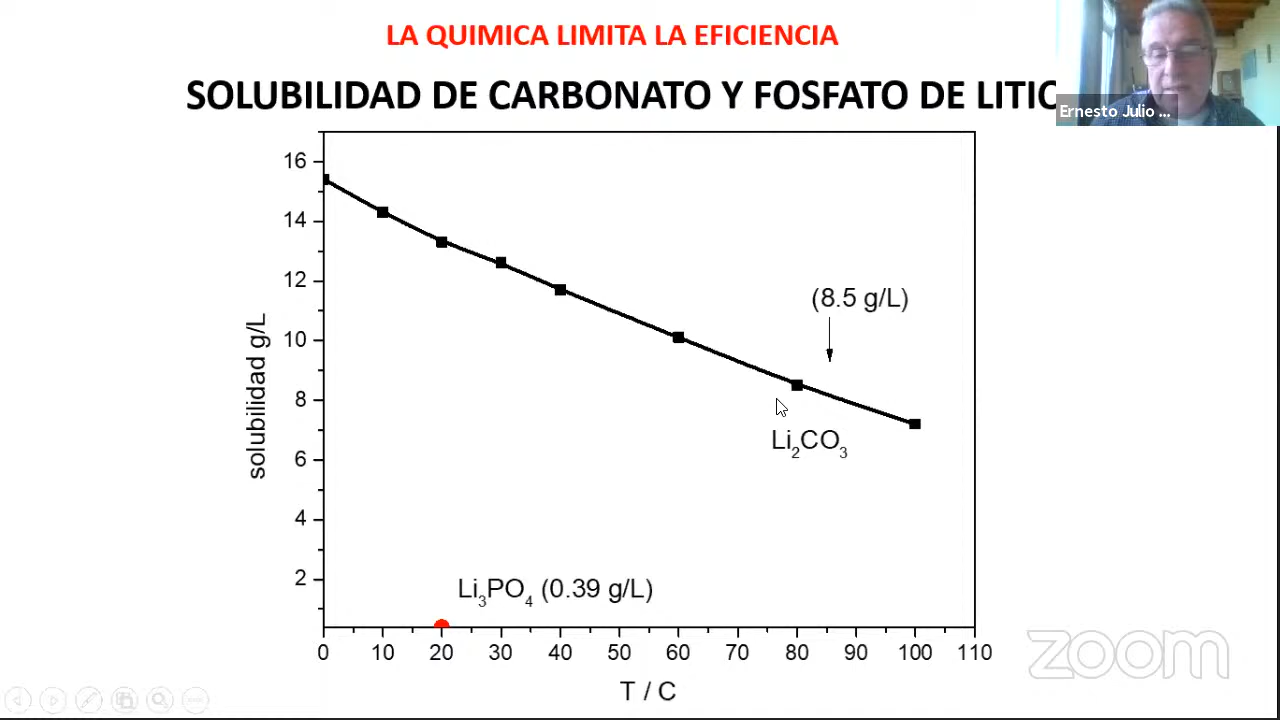 LA QUIMICA LIMITA LA EFICIENCIA
SOLUBILIDAD DE CARBONATO Y FOSFATO DE LITIO
Ernesto Julio ...
16
14
12
10
8
6
4
2
solubilidad g/L
(8.5 g/L)
Li₂CO₃
Li₃PO₄ (0.39 g/L)
0 10 20 30 40 50 60 70 80 90 100 110
T / C
zoom